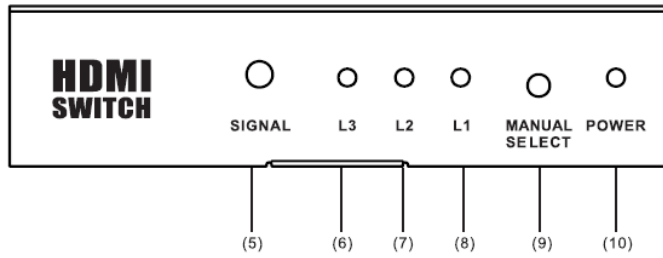 HDMI
SWITCH
SIGNAL L3 L2 L1 MANUAL SELECT POWER
(5) (6) (7) (8) (9) (10)